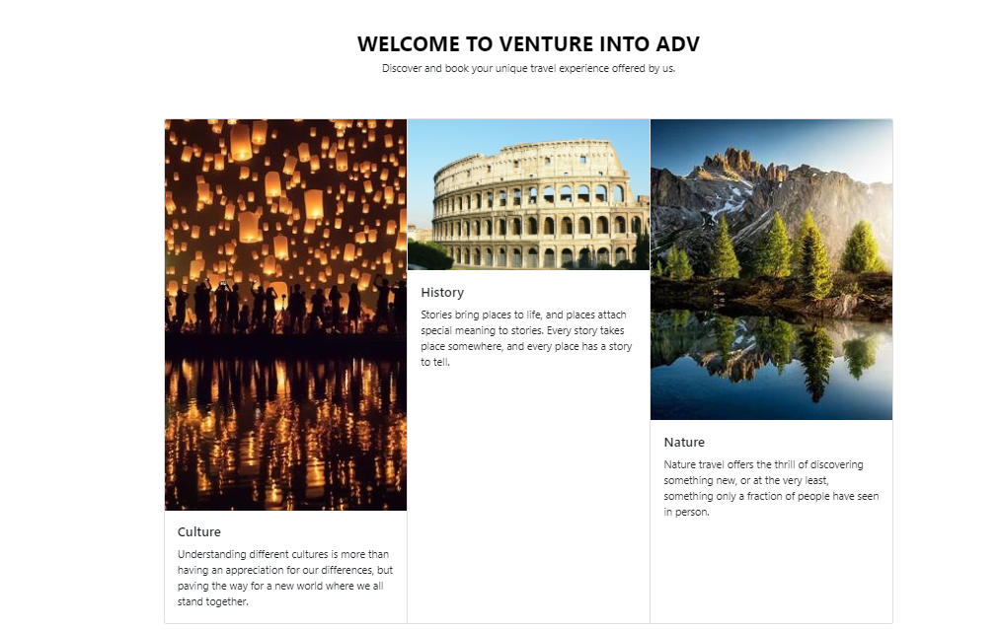 WELCOME TO VENTURE INTO ADV
Discover and book your unique travel experience offered by us.
Culture
Understanding different cultures is more than
having an appreciation for our differences, but
paving the way for a new world where we all
stand together.
History
Stories bring places to life, and places attach
special meaning to stories. Every story takes
place somewhere, and every place has a story
to tell.
Nature
Nature travel offers the thrill of discovering
something new, or at the very least,
something only a fraction of people have seen
in person.